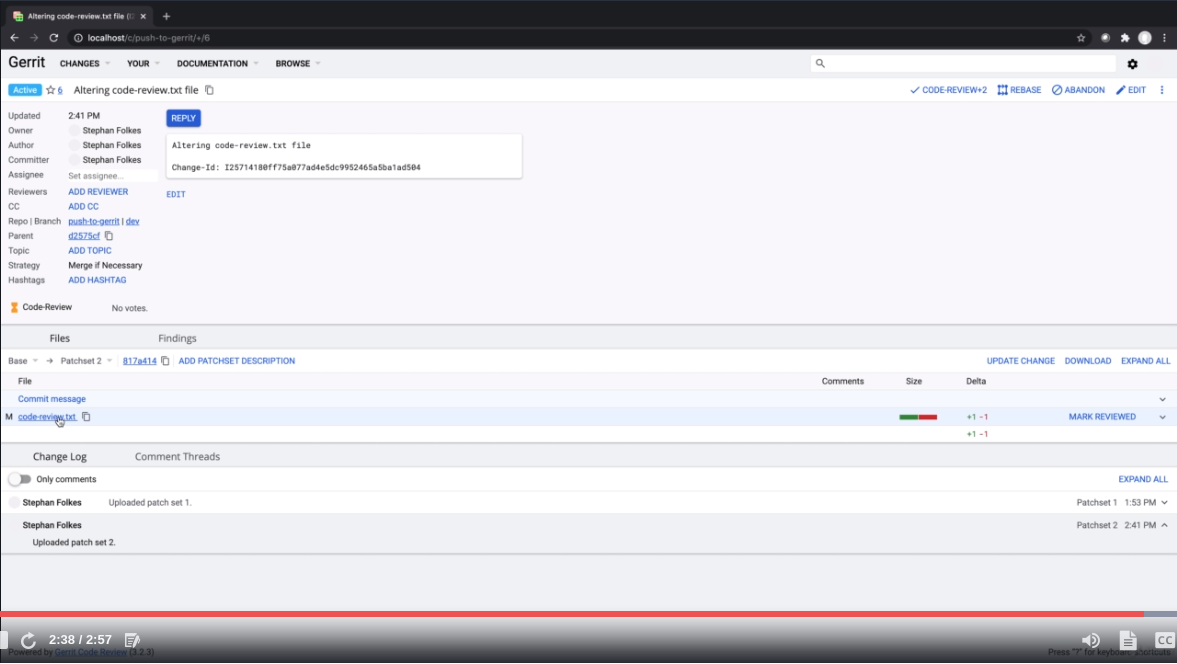 Altering code-review.txt file (
localhost/c/push-to-gerrit/+/6
Gerrit CHANGES YOUR DOCUMENTATION BROWSE
Active 6 Altering code-review.txt file CODE-REVIEW+2 REBASE ABANDON EDIT
Updated 2:41 PM REPLY
Owner Stephan Folkes
Author Stephan Folkes
Committer Stephan Folkes
Assignee Set assignee...
Reviewers ADD REVIEWER
CC ADD CC
Repo | Branch push-to-gerrit | dev
Parent d2575cf
Topic ADD TOPIC
Strategy Merge if Necessary
Hashtags ADD HASHTAG
Altering code-review.txt file
Change-Id: I25714180ff75a077ad4e5dc9952465a5ba1ad504
EDIT
Code-Review No votes.
Files Findings
Base → Patchset 2 817a414 ADD PATCHSET DESCRIPTION UPDATE CHANGE DOWNLOAD EXPAND ALL
File Comments Size Delta
Commit message
M code-review.txt +1 -1 MARK REVIEWED
+1 -1
Change Log Comment Threads
Only comments EXPAND ALL
Stephan Folkes Uploaded patch set 1. Patchset 1 1:53 PM
Stephan Folkes Patchset 2 2:41 PM
Uploaded patch set 2.
2:38 / 2:57 CC
Powered by Gerrit Code Review (3.2.3) Press "?" for keyboard shortcuts